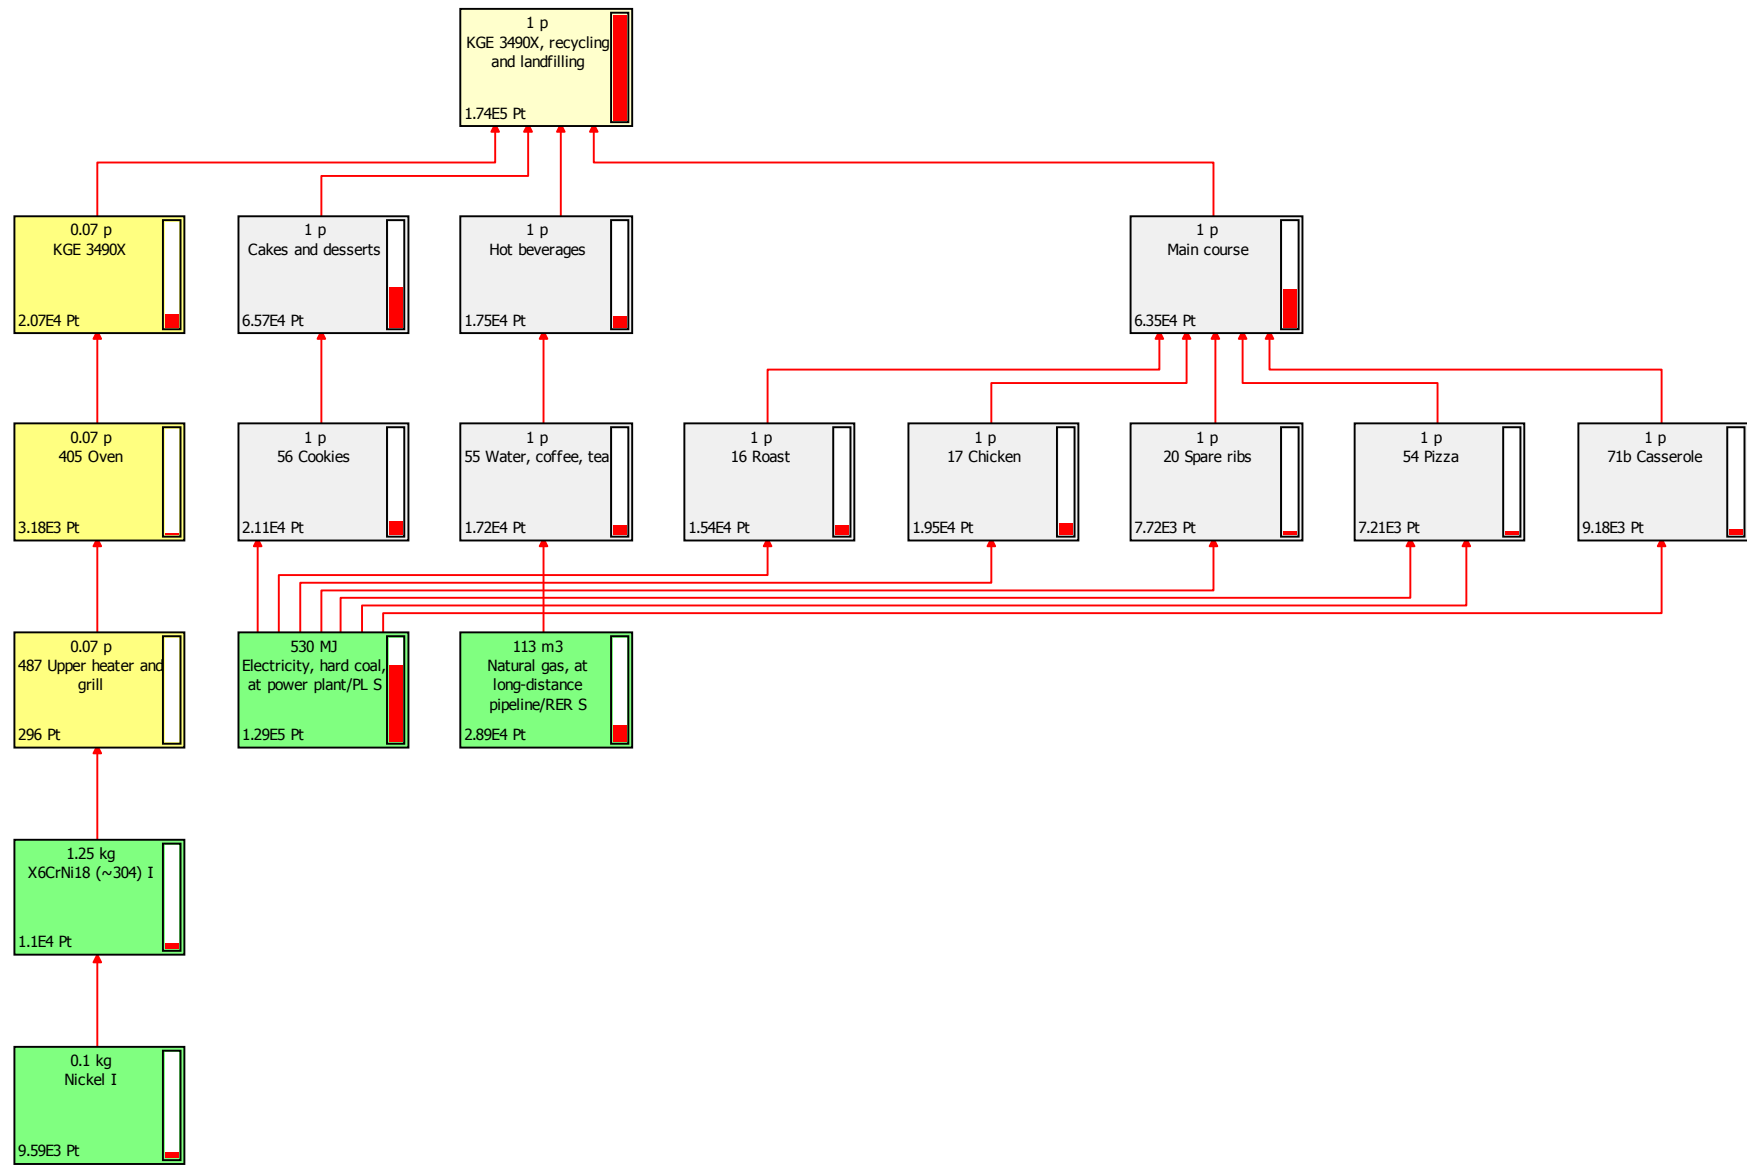 1 p
KGE 3490X, recycling
and landfilling
1.74E5 Pt
0.07 p
KGE 3490X
2.07E4 Pt
1 p
Cakes and desserts
6.57E4 Pt
1 p
Hot beverages
1.75E4 Pt
1 p
Main course
6.35E4 Pt
0.07 p
405 Oven
3.18E3 Pt
1 p
56 Cookies
2.11E4 Pt
1 p
55 Water, coffee, tea
1.72E4 Pt
1 p
16 Roast
1.54E4 Pt
1 p
17 Chicken
1.95E4 Pt
1 p
20 Spare ribs
7.72E3 Pt
1 p
54 Pizza
7.21E3 Pt
1 p
71b Casserole
9.18E3 Pt
0.07 p
487 Upper heater and
grill
296 Pt
530 MJ
Electricity, hard coal,
at power plant/PL S
1.29E5 Pt
113 m3
Natural gas, at
long-distance
pipeline/RER S
2.89E4 Pt
1.25 kg
X6CrNi18 (~304) I
1.1E4 Pt
0.1 kg
Nickel I
9.59E3 Pt